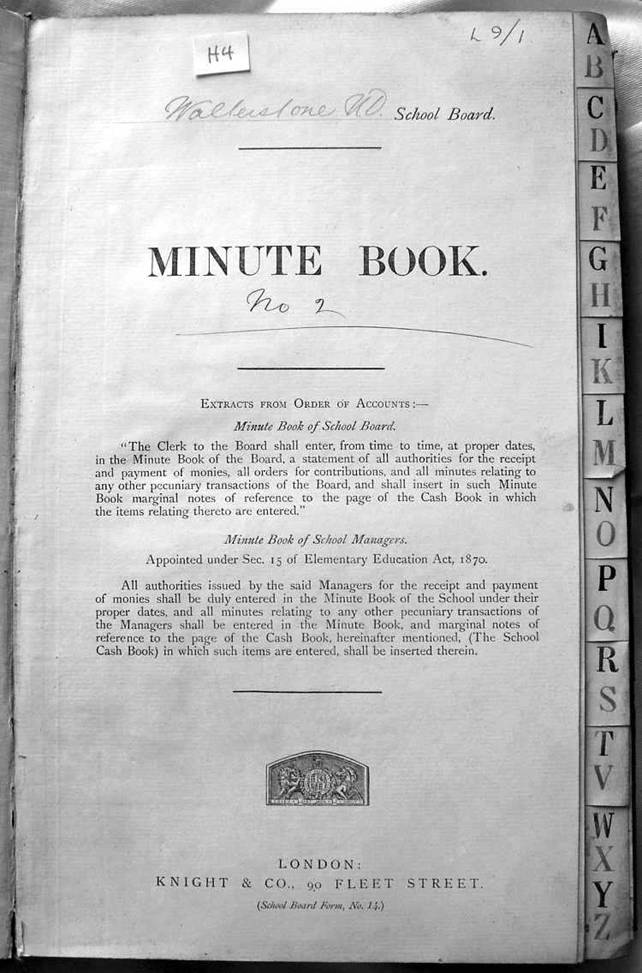 L 9/1
H4
Walterstone UD. School Board.
MINUTE BOOK.
No 2
EXTRACTS FROM ORDER OF ACCOUNTS:—
Minute Book of School Board.
"The Clerk to the Board shall enter, from time to time, at proper dates,
in the Minute Book of the Board, a statement of all authorities for the receipt
and payment of monies, all orders for contributions, and all minutes relating to
any other pecuniary transactions of the Board, and shall insert in such Minute
Book marginal notes of reference to the page of the Cash Book in which
the items relating thereto are entered."
Minute Book of School Managers.
Appointed under Sec. 15 of Elementary Education Act, 1870.
All authorities issued by the said Managers for the receipt and payment
of monies shall be duly entered in the Minute Book of the School under their
proper dates, and all minutes relating to any other pecuniary transactions of
the Managers shall be entered in the Minute Book, and marginal notes of
reference to the page of the Cash Book, hereinafter mentioned, (The School
Cash Book) in which such items are entered, shall be inserted therein.
LONDON:
KNIGHT & CO., 90 FLEET STREET.
(School Board Form, No. 14.)
A
B
C
D
E
F
G
H
I
K
L
M
N
O
P
Q
R
S
T
V
W
X
Y
Z